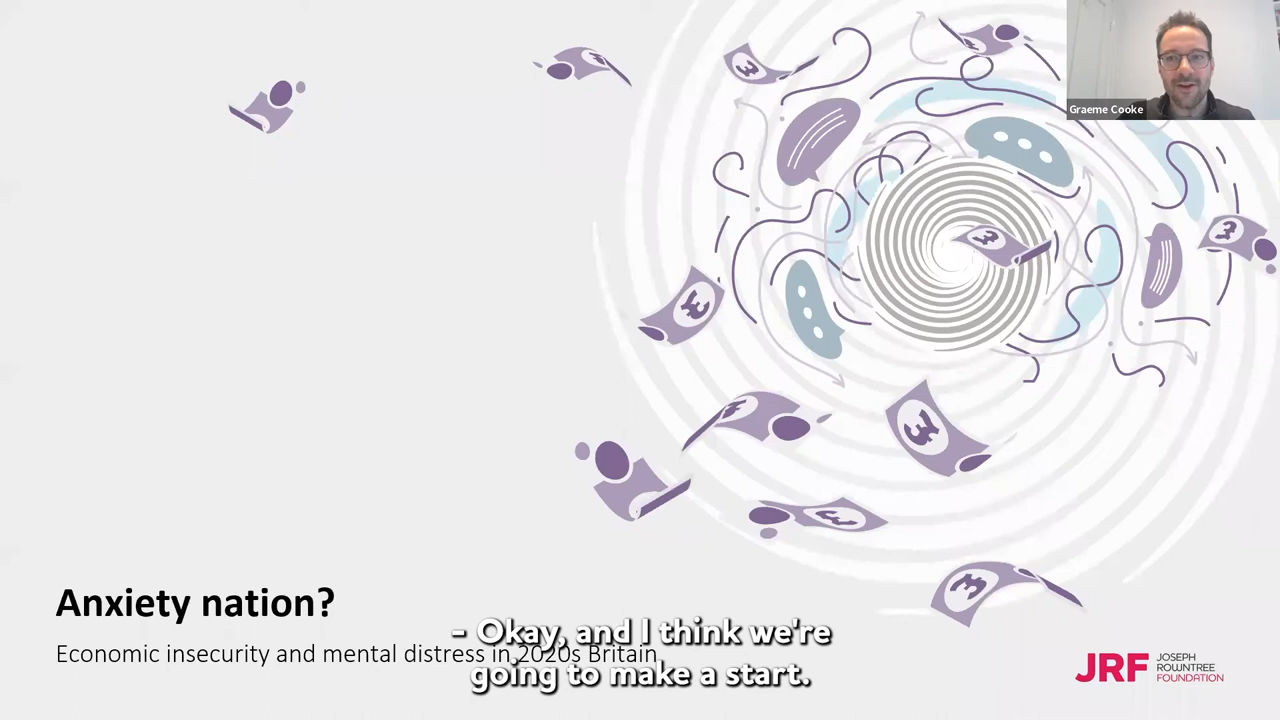 Graeme Cooke
Anxiety nation?
Economic insecurity and mental distress in 2020s Britain
- Okay, and I think we're
going to make a start.
JRF
JOSEPH
ROWNTREE
FOUNDATION